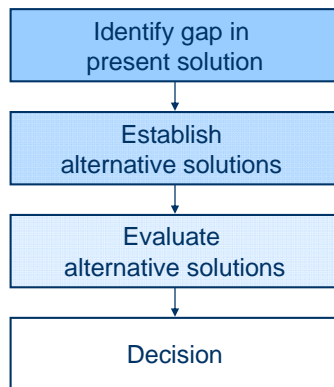 Identify gap in
present solution
Establish
alternative solutions
Evaluate
alternative solutions
Decision